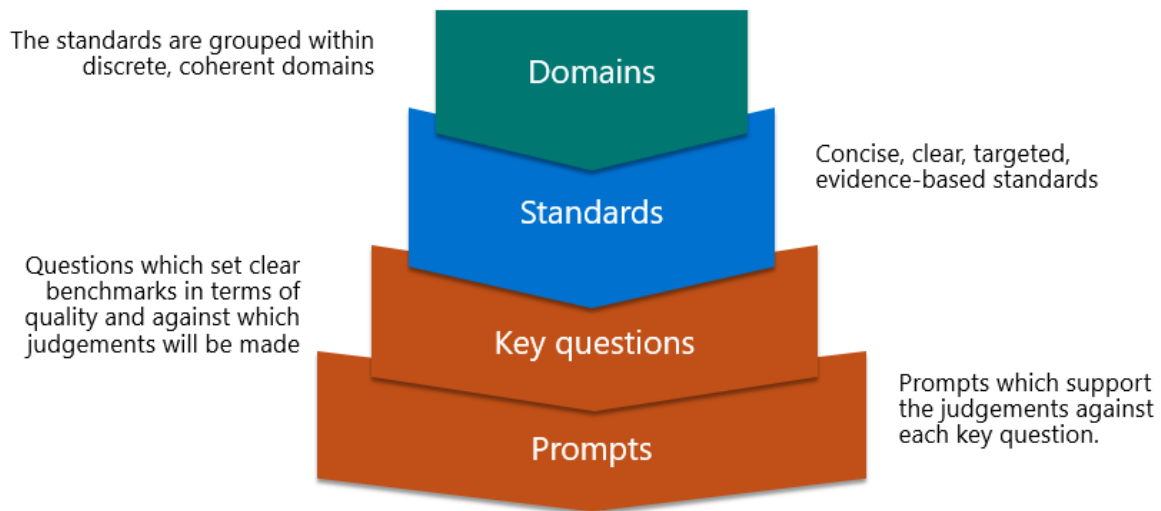 The standards are grouped within
discrete, coherent domains
Domains
Concise, clear, targeted,
evidence-based standards
Standards
Questions which set clear
benchmarks in terms of
quality and against which
judgements will be made
Key questions
Prompts which support
the judgements against
each key question.
Prompts